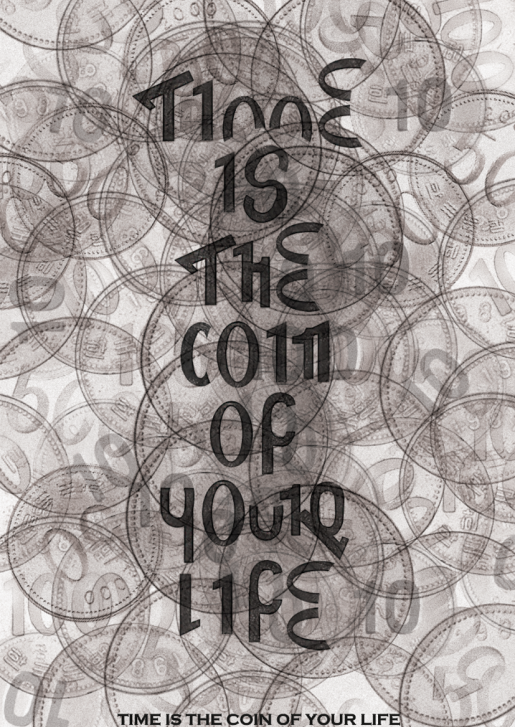 TIME
IS
THE
COIN
OF
YOUR
LIFE
TIME IS THE COIN OF YOUR LIFE